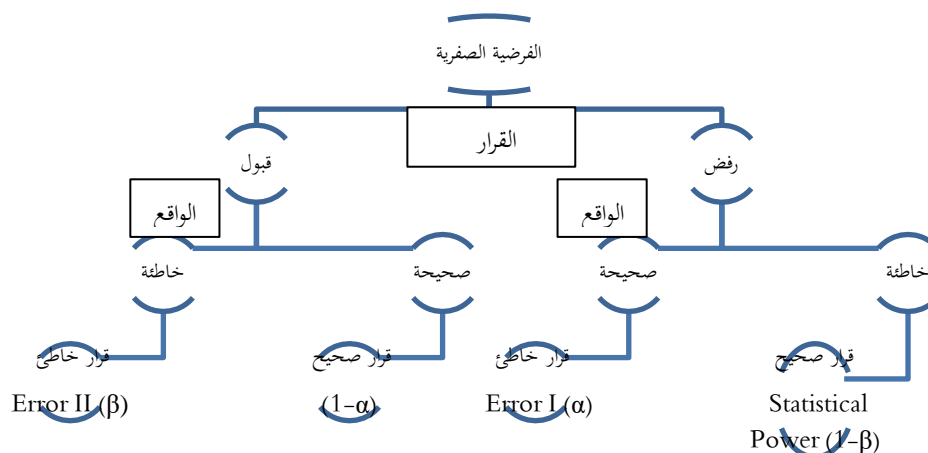 الفرضية الصفرية
القرار
رفض
قبول
الواقع
الواقع
خاطئة
صحيحة
صحيحة
خاطئة
قرار صحيح
Statistical
Power (1-β)
قرار خاطئ
Error I (α)
قرار صحيح
(1-α)
قرار خاطئ
Error II (β)